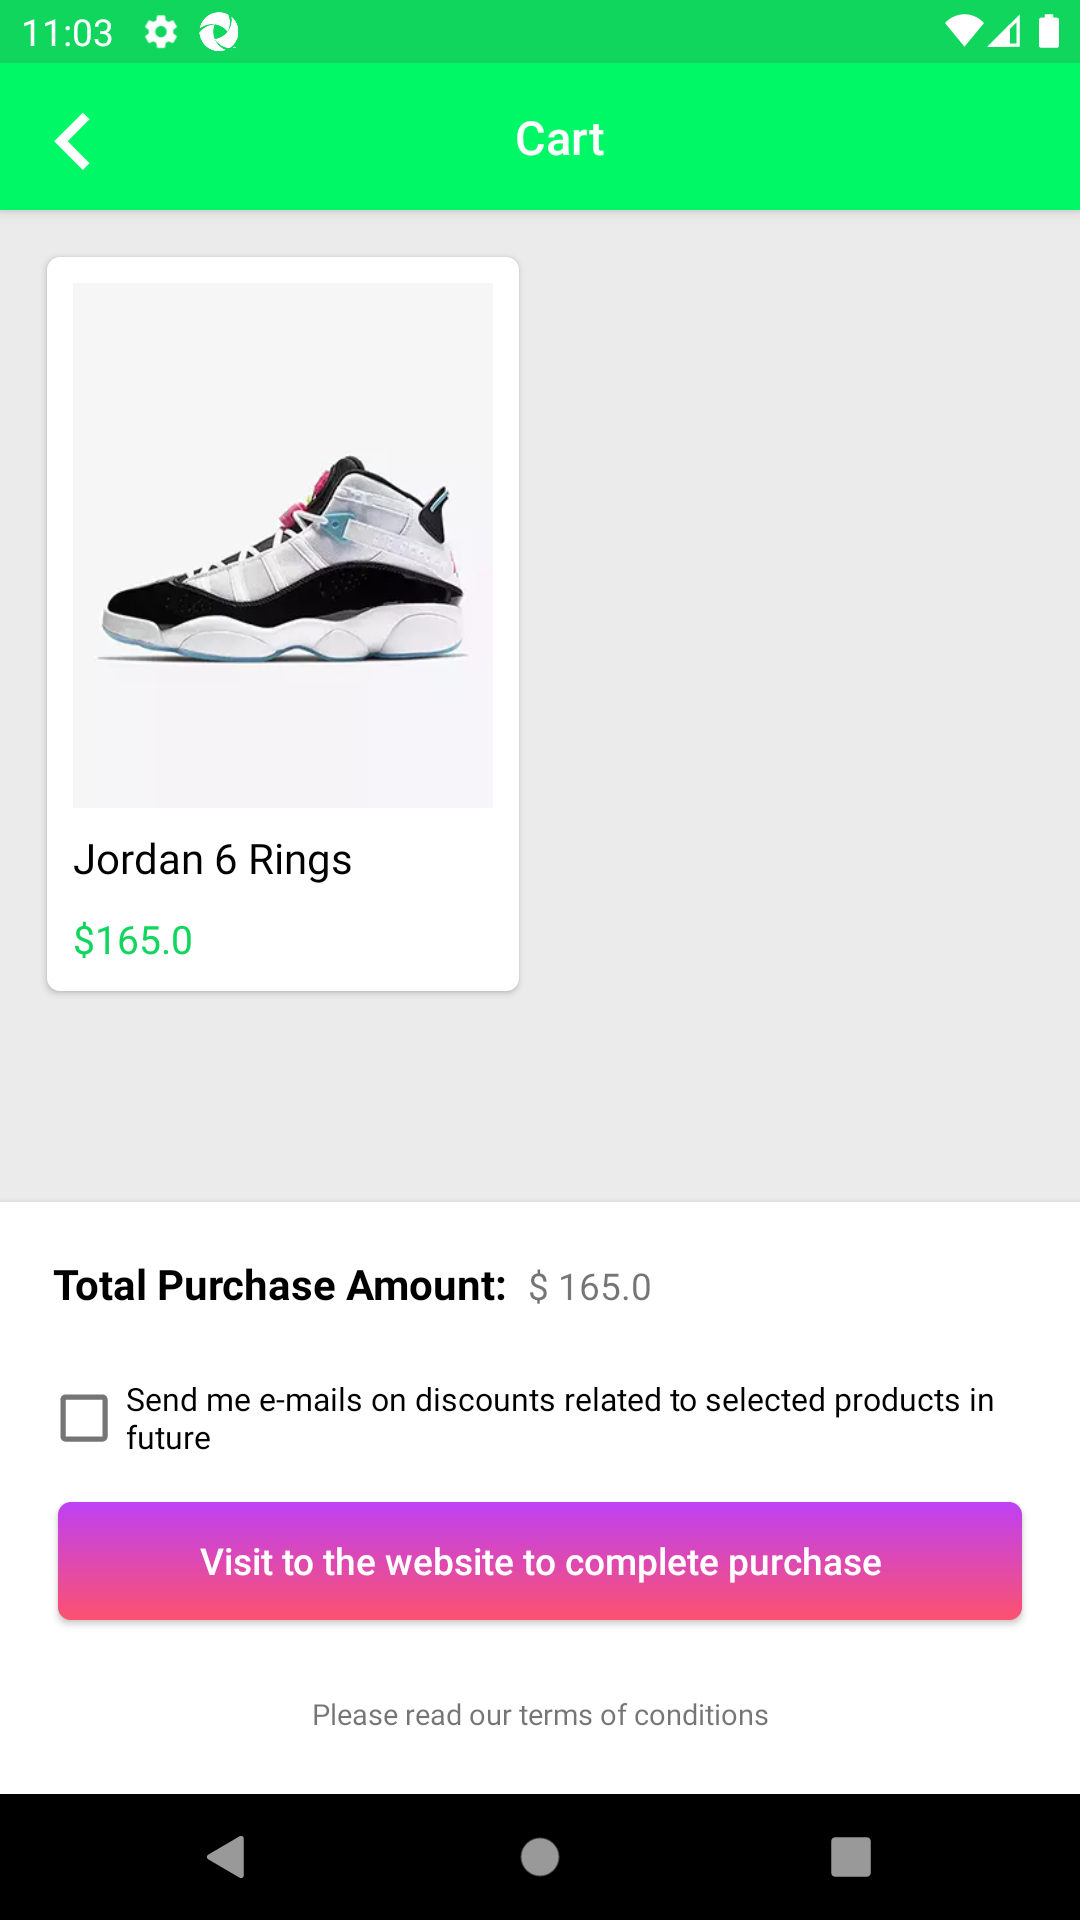 11:03
Cart
Jordan 6 Rings
$165.0
Total Purchase Amount: $ 165.0
Send me e-mails on discounts related to selected products in
future
Visit to the website to complete purchase
Please read our terms of conditions